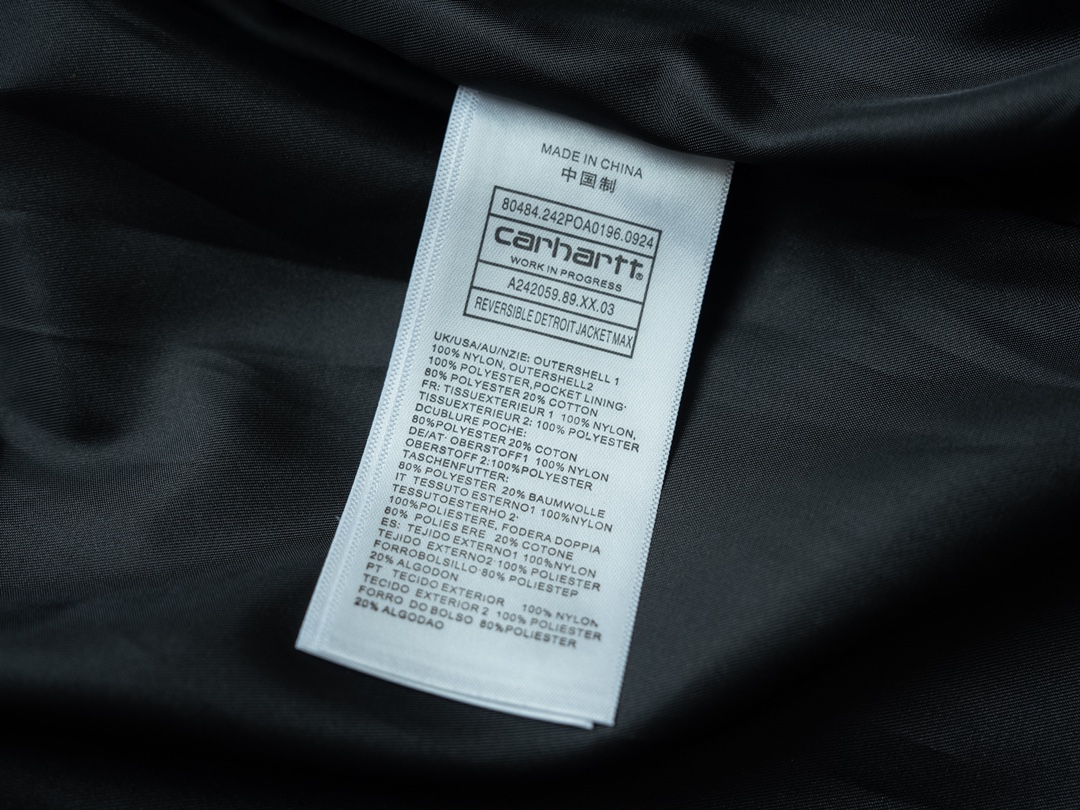 MADE IN CHINA
中国制
80484.242POA0196.0924
carhartt®
WORK IN PROGRESS
A242059.89.XX.03
REVERSIBLE DETROIT JACKET MAX
UK/USA/AU/NZIE: OUTERSHELL 1
100% NYLON, OUTERSHELL2
100% POLYESTER,POCKET LINING·
80% POLYESTER 20% COTTON
FR: TISSUEXTERIEUR 1 100% NYLON,
TISSUEXTERIEUR 2: 100% POLYESTER
DCUBLURE POCHE:
80%POLYESTER 20% COTON
DE/AT· OBERSTOFF1 100% NYLON
OBERSTOFF 2:100%POLYESTER
TASCHENFUTTER:
80% POLYESTER 20% BAUMWOLLE
IT TESSUTO ESTERNO1 100%NYLON
TESSUTOESTERHO 2·
100%POLIESTERE, FODERA DOPPIA
80% POLIES ERE 20% COTONE
ES: TEJIDO EXTERNO1 100%NYLON
TEJIDO EXTERNO2·100% POLIESTER
FORROBOLSILLO·80% POLIESTEP
20% ALGODON
PT TECIDO EXTERIOR 100% NYLON
TECIDO EXTERIOR 2 100% POLIESTER
FORRO DO BOLSO 80%POLIESTER
20% ALGODAO